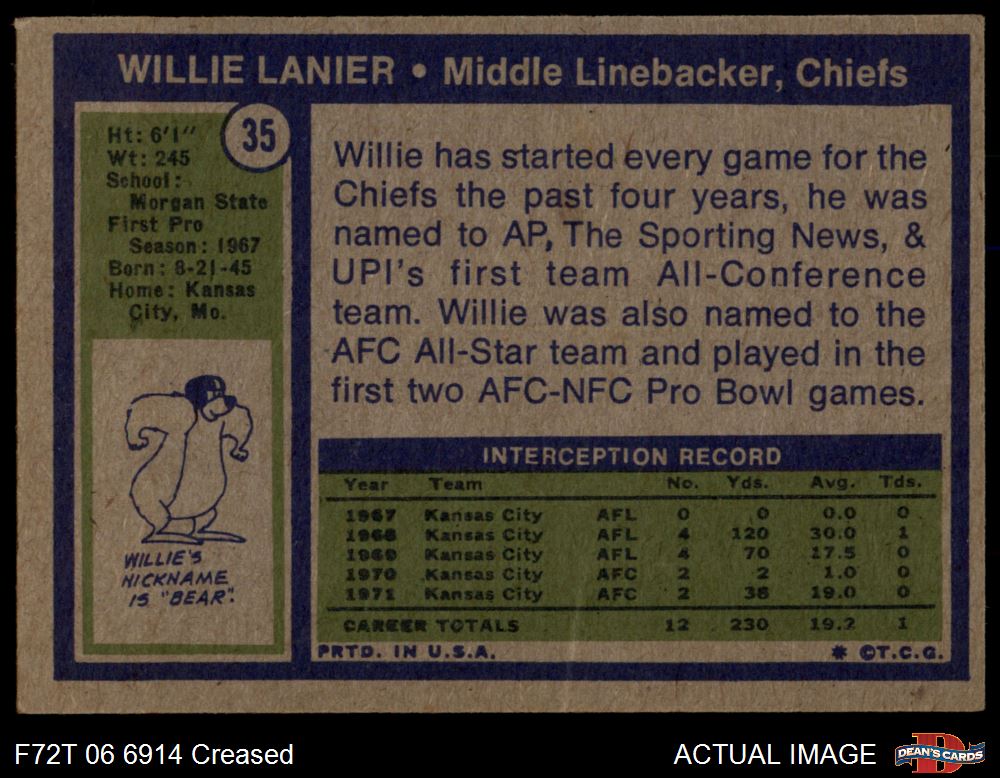 WILLIE LANIER • Middle Linebacker, Chiefs
35
Ht: 6'1"
Wt: 245
School:
Morgan State
First Pro
Season: 1967
Born: 8-21-45
Home: Kansas
City, Mo.
WILLIE'S
NICKNAME
IS "BEAR".
Willie has started every game for the
Chiefs the past four years, he was
named to AP, The Sporting News, &
UPI's first team All-Conference
team. Willie was also named to the
AFC All-Star team and played in the
first two AFC-NFC Pro Bowl games.
INTERCEPTION RECORD
Year Team No. Yds. Avg. Tds.
1967 Kansas City AFL 0 0 0.0 0
1968 Kansas City AFL 4 120 30.0 1
1969 Kansas City AFL 4 70 17.5 0
1970 Kansas City AFC 2 2 1.0 0
1971 Kansas City AFC 2 38 19.0 0
CAREER TOTALS 12 230 19.2 1
PRTD. IN U.S.A. * ©T.C.G.
F72T 06 6914 Creased
ACTUAL IMAGE
DEAN'S CARDS